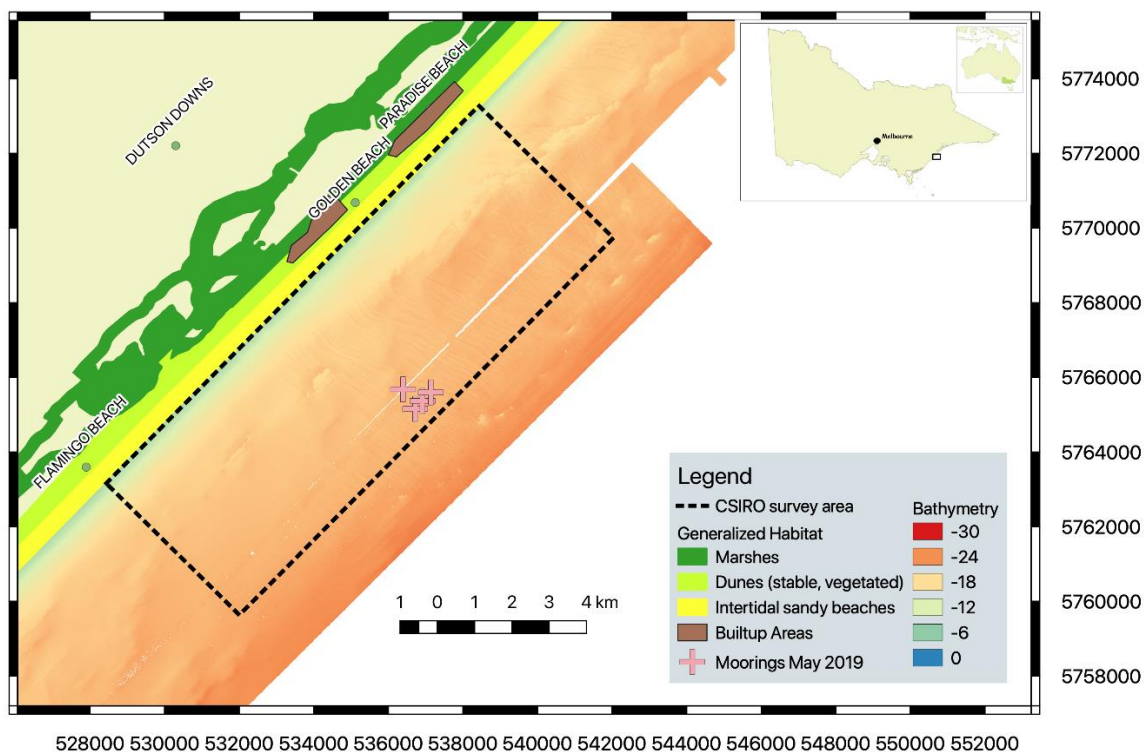 Melbourne
DUTSON DOWNS
PARADISE BEACH
GOLDEN BEACH
FLAMINGO BEACH
5774000
5772000
5770000
5768000
5766000
5764000
5762000
5760000
5758000
Legend
CSIRO survey area
Generalized Habitat
Marshes
Dunes (stable, vegetated)
Intertidal sandy beaches
Builtup Areas
Moorings May 2019
Bathymetry
-30
-24
-18
-12
-6
0
1 0 1 2 3 4 km
528000 530000 532000 534000 536000 538000 540000 542000 544000 546000 548000 550000 552000